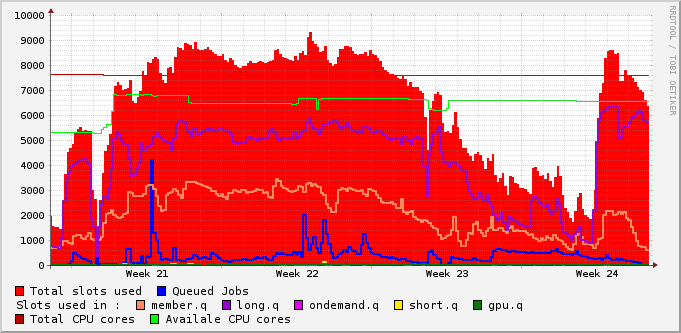 10000
9000
8000
7000
6000
5000
4000
3000
2000
1000
0
Week 21 Week 22 Week 23 Week 24
Total slots used Queued Jobs
Slots used in : member.q long.q ondemand.q short.q gpu.q
Total CPU cores Availale CPU cores
RRDTOOL / TOBI OETIKER